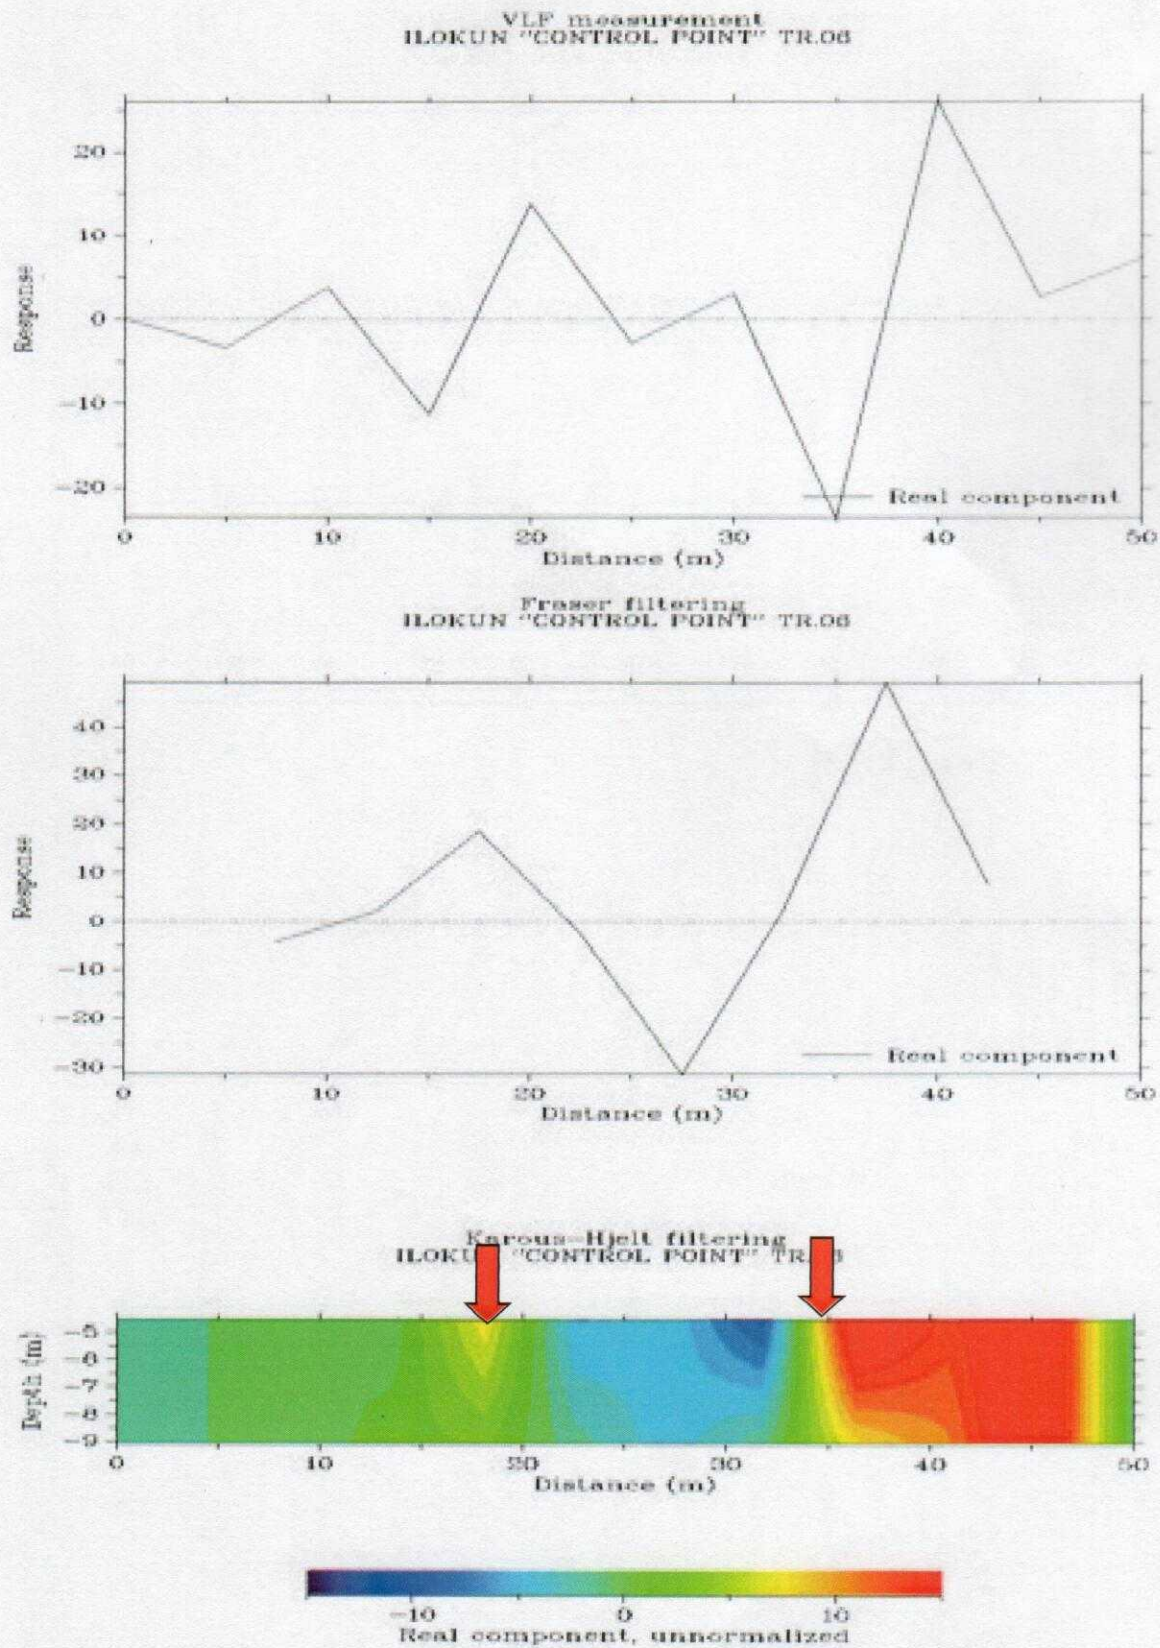 VLF measurement
ILOKUN "CONTROL POINT" TR.06
20
10
0
−10
−20
Response
Real component
0 10 20 30 40 50
Distance (m)
Fraser filtering
ILOKUN "CONTROL POINT" TR.06
40
30
20
10
0
−10
−20
−30
Response
Real component
0 10 20 30 40 50
Distance (m)
Karous−Hjelt filtering
"CONTROL POINT"
−5
−6
−7
−8
−9
Depth (m)
0 10 20 30 40 50
Distance (m)
−10 0 10
Real component, unnormalized